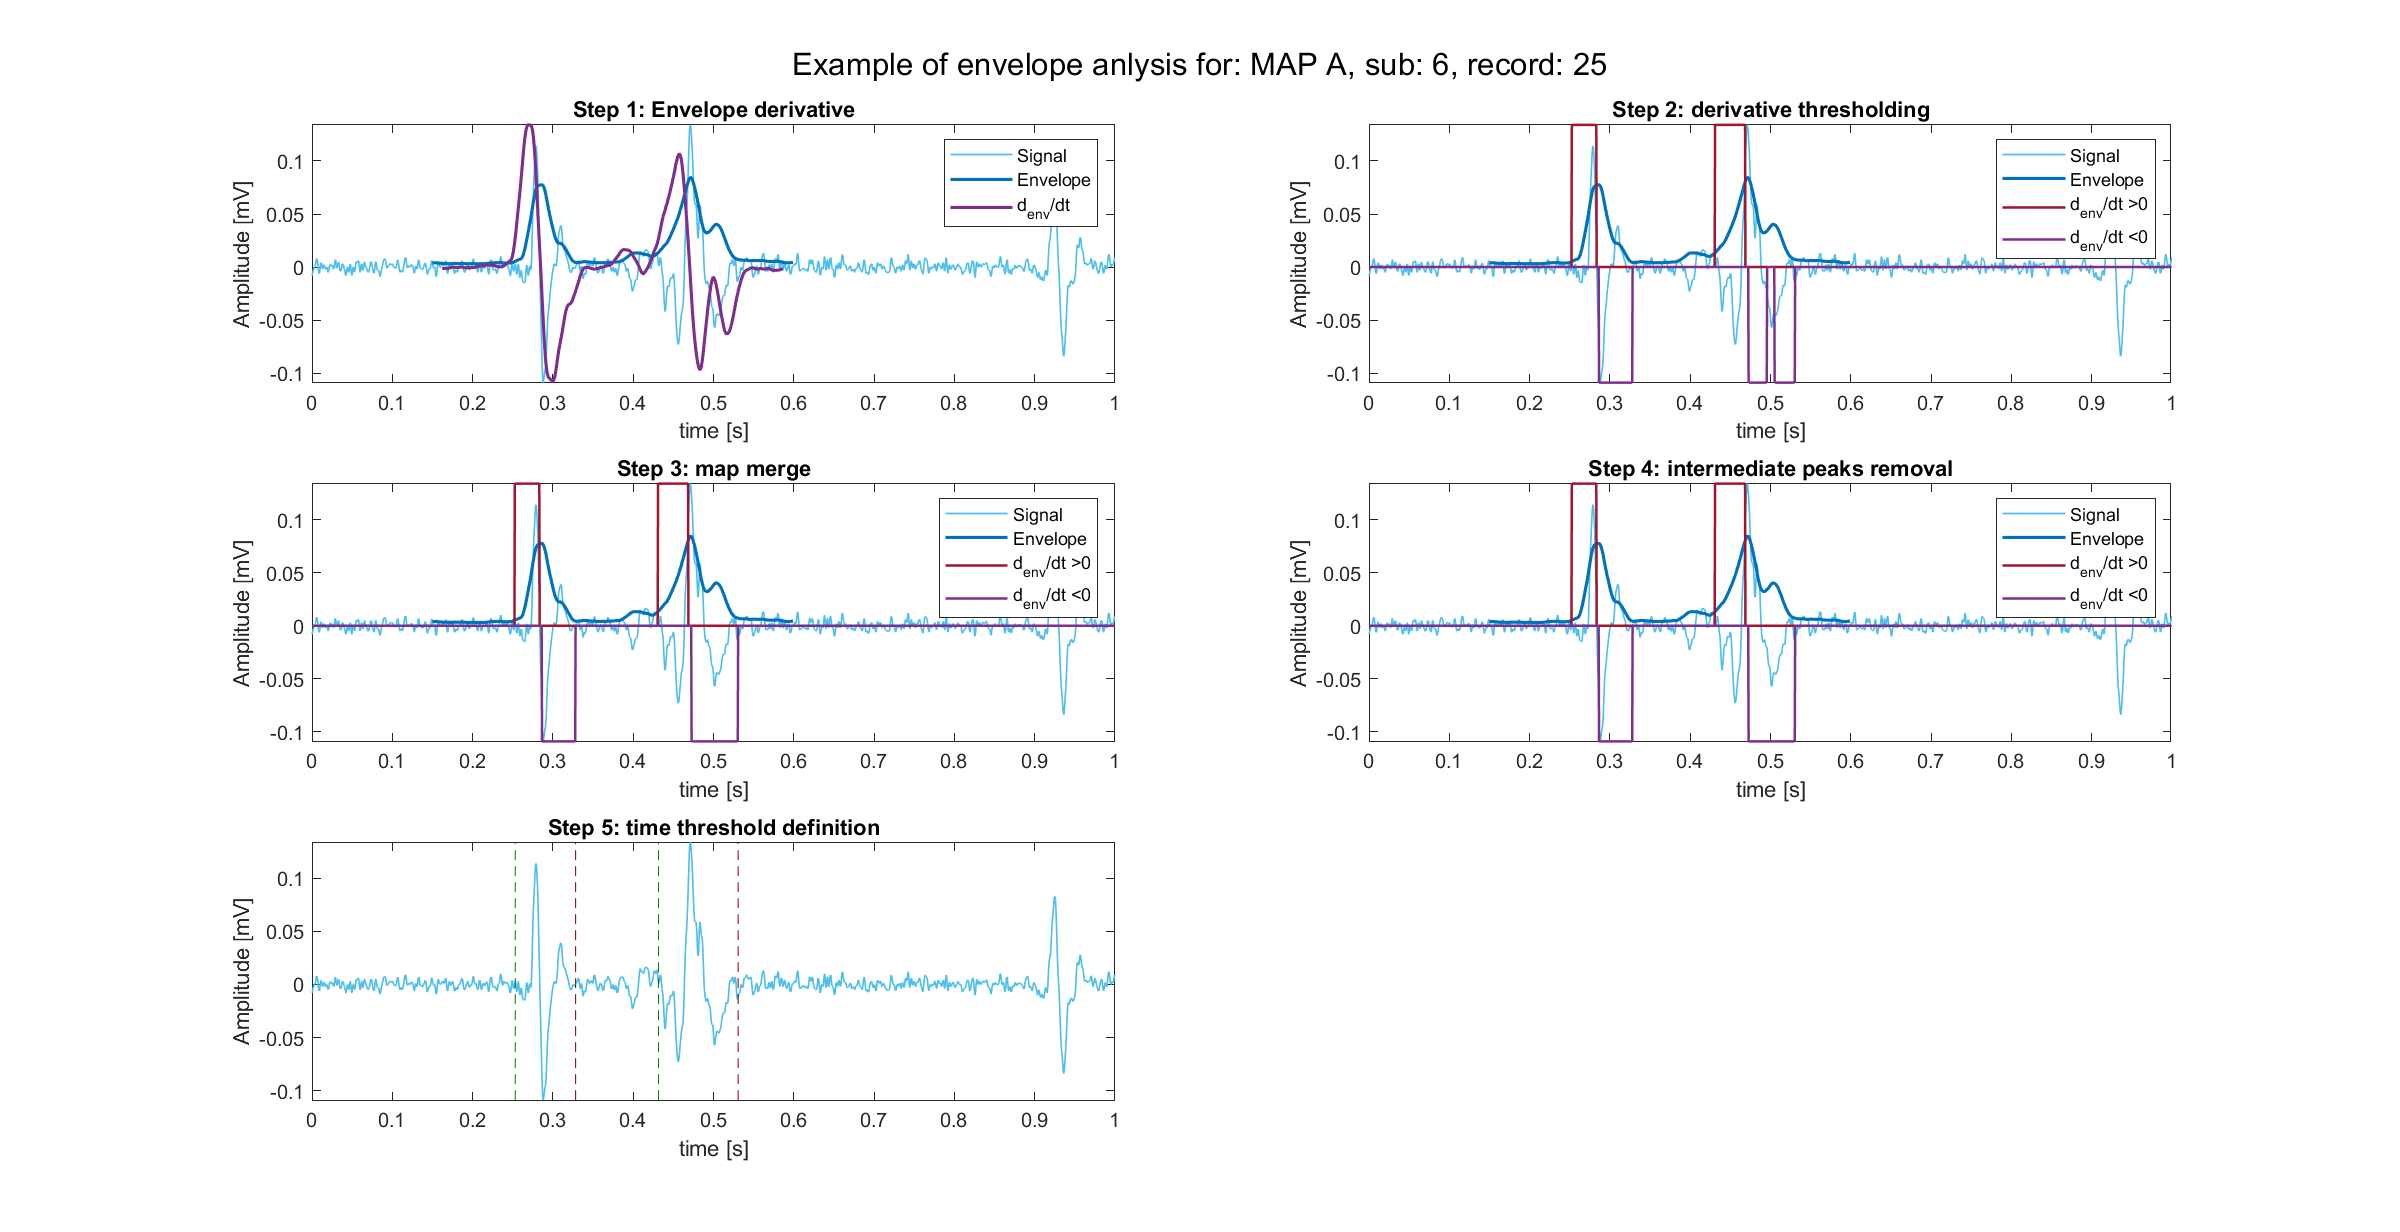 Example of envelope anlysis for: MAP A, sub: 6, record: 25
Step 1: Envelope derivative
Amplitude [mV]
0.1
0.05
0
-0.05
-0.1
Signal
Envelope
d_env/dt
0 0.1 0.2 0.3 0.4 0.5 0.6 0.7 0.8 0.9 1
time [s]
Step 2: derivative thresholding
Amplitude [mV]
0.1
0.05
0
-0.05
-0.1
Signal
Envelope
d_env/dt >0
d_env/dt <0
0 0.1 0.2 0.3 0.4 0.5 0.6 0.7 0.8 0.9 1
time [s]
Step 3: map merge
Amplitude [mV]
0.1
0.05
0
-0.05
-0.1
Signal
Envelope
d_env/dt >0
d_env/dt <0
0 0.1 0.2 0.3 0.4 0.5 0.6 0.7 0.8 0.9 1
time [s]
Step 4: intermediate peaks removal
Amplitude [mV]
0.1
0.05
0
-0.05
-0.1
Signal
Envelope
d_env/dt >0
d_env/dt <0
0 0.1 0.2 0.3 0.4 0.5 0.6 0.7 0.8 0.9 1
time [s]
Step 5: time threshold definition
Amplitude [mV]
0.1
0.05
0
-0.05
-0.1
0 0.1 0.2 0.3 0.4 0.5 0.6 0.7 0.8 0.9 1
time [s]